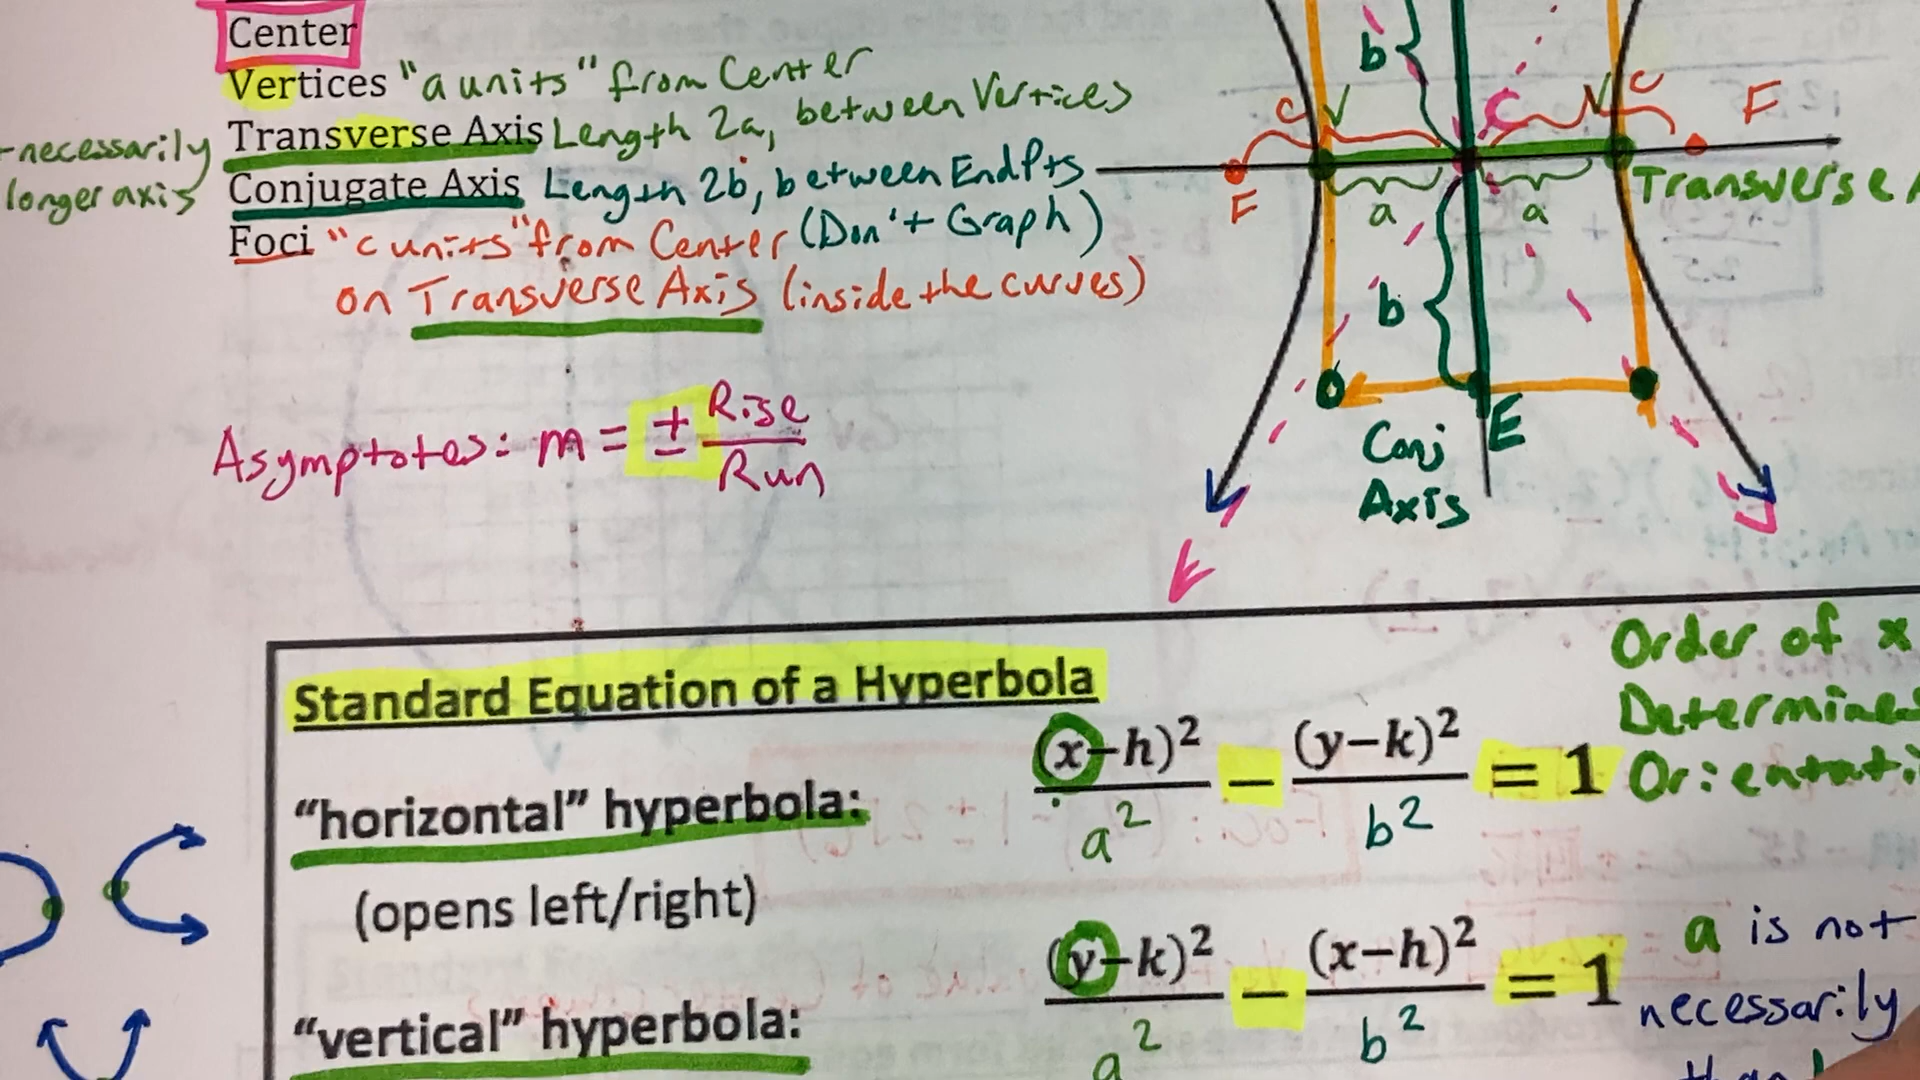 Center
Vertices "a units" from Center
Transverse Axis Length 2a, between Vertices
-necessarily
longer axis
Conjugate Axis Length 2b, between EndPts
(Don't Graph)
Foci "c units" from Center
on Transverse Axis (inside the curves)
Asymptotes: m = ± Rise
Run
b
C V C V C F
F a a Transverse
b
E
Conj
Axis
Standard Equation of a Hyperbola
Order of x
Determines
"horizontal" hyperbola: (x-h)²/a² − (y-k)²/b² = 1
(opens left/right)
"vertical" hyperbola: (y-k)²/a² − (x-h)²/b² = 1
a is not
necessarily